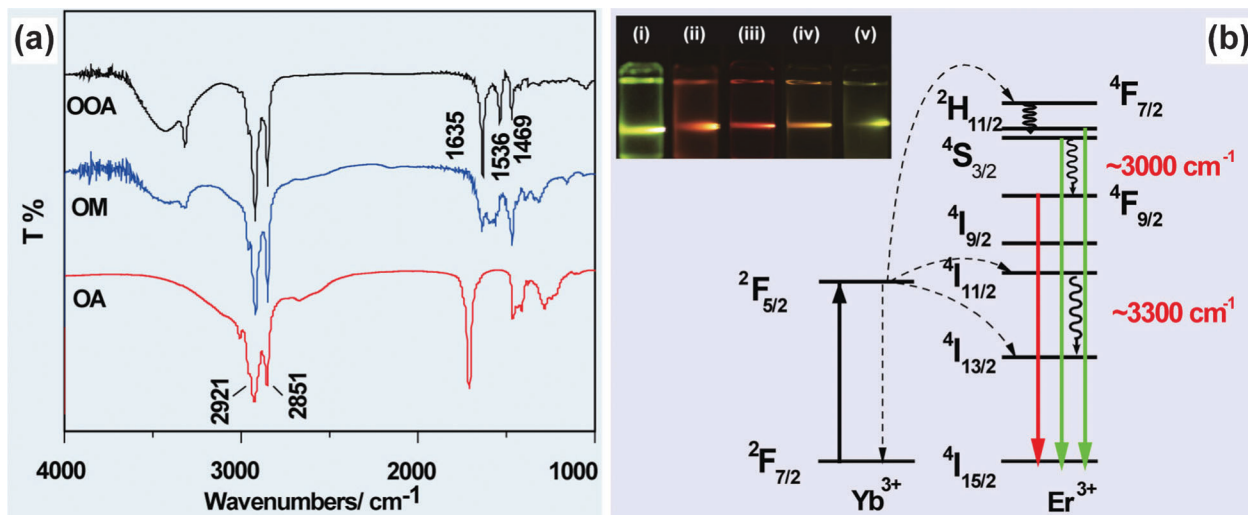 (a)
OOA
OM
OA
1635
1536
1469
2921
2851
T %
4000
3000
2000
1000
Wavenumbers/ cm⁻¹
(b)
(i)
(ii)
(iii)
(iv)
(v)
⁴F₇/₂
²H₁₁/₂
⁴S₃/₂
~3000 cm⁻¹
⁴F₉/₂
⁴I₉/₂
²F₅/₂
⁴I₁₁/₂
~3300 cm⁻¹
⁴I₁₃/₂
²F₇/₂
⁴I₁₅/₂
Yb³⁺
Er³⁺